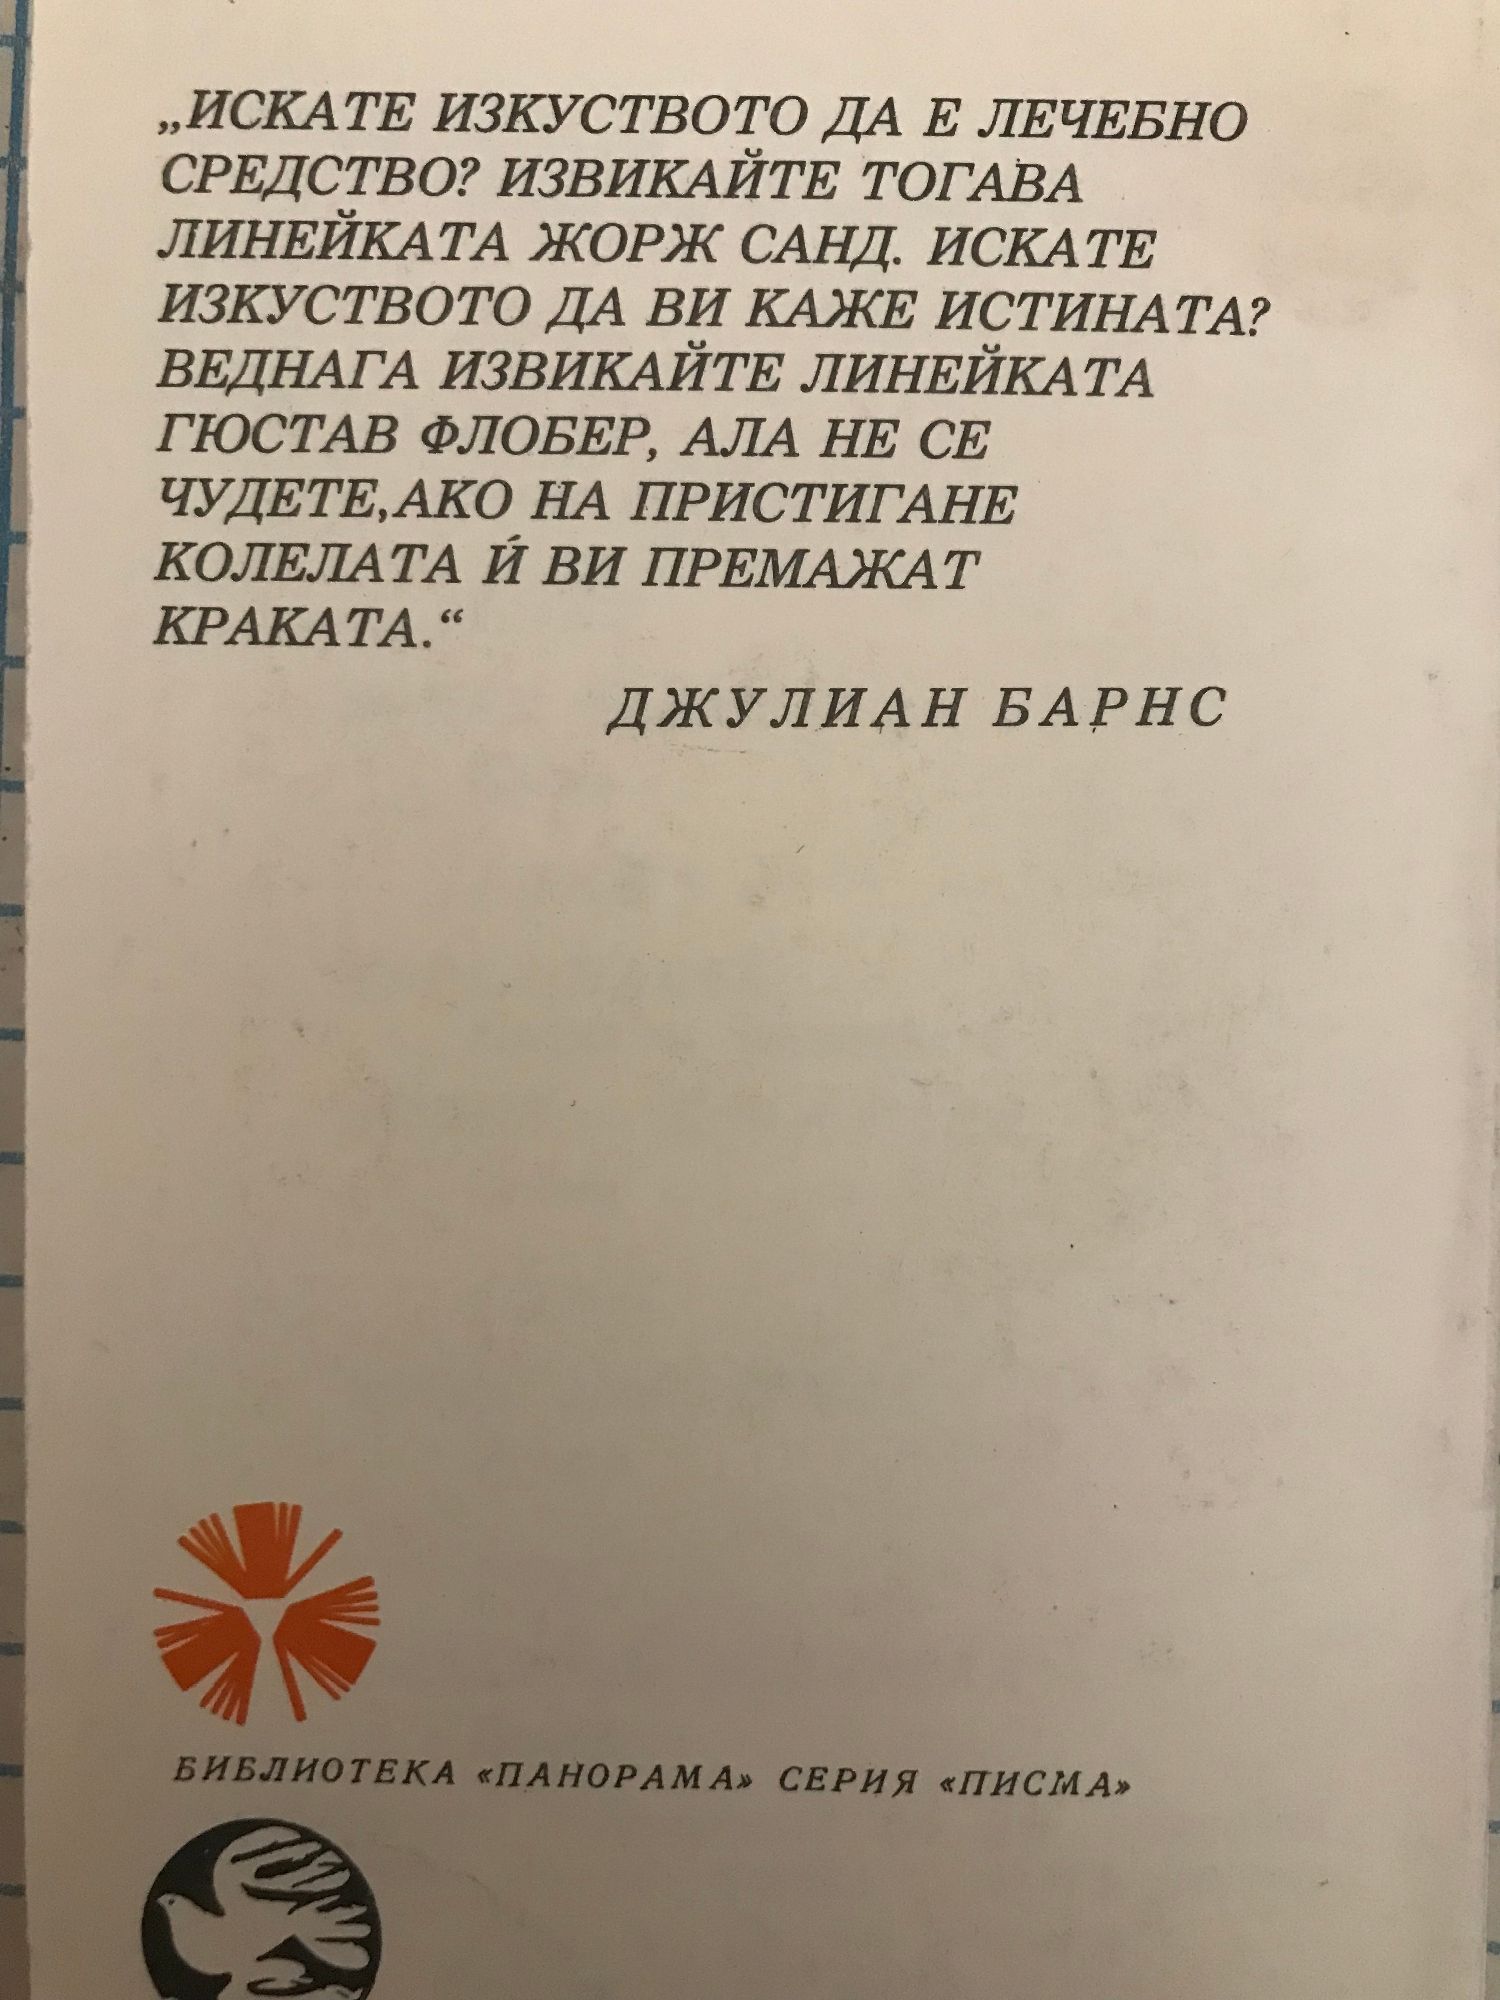 „ИСКАТЕ ИЗКУСТВОТО ДА Е ЛЕЧЕБНО
СРЕДСТВО? ИЗВИКАЙТЕ ТОГАВА
ЛИНЕЙКАТА ЖОРЖ САНД. ИСКАТЕ
ИЗКУСТВОТО ДА ВИ КАЖЕ ИСТИНАТА?
ВЕДНАГА ИЗВИКАЙТЕ ЛИНЕЙКАТА
ГЮСТАВ ФЛОБЕР, АЛА НЕ СЕ
ЧУДЕТЕ,АКО НА ПРИСТИГАНЕ
КОЛЕЛАТА И́ ВИ ПРЕМАЖАТ
КРАКАТА.“
ДЖУЛИАН БАРНС
БИБЛИОТЕКА «ПАНОРАМА» СЕРИЯ «ПИСМА»